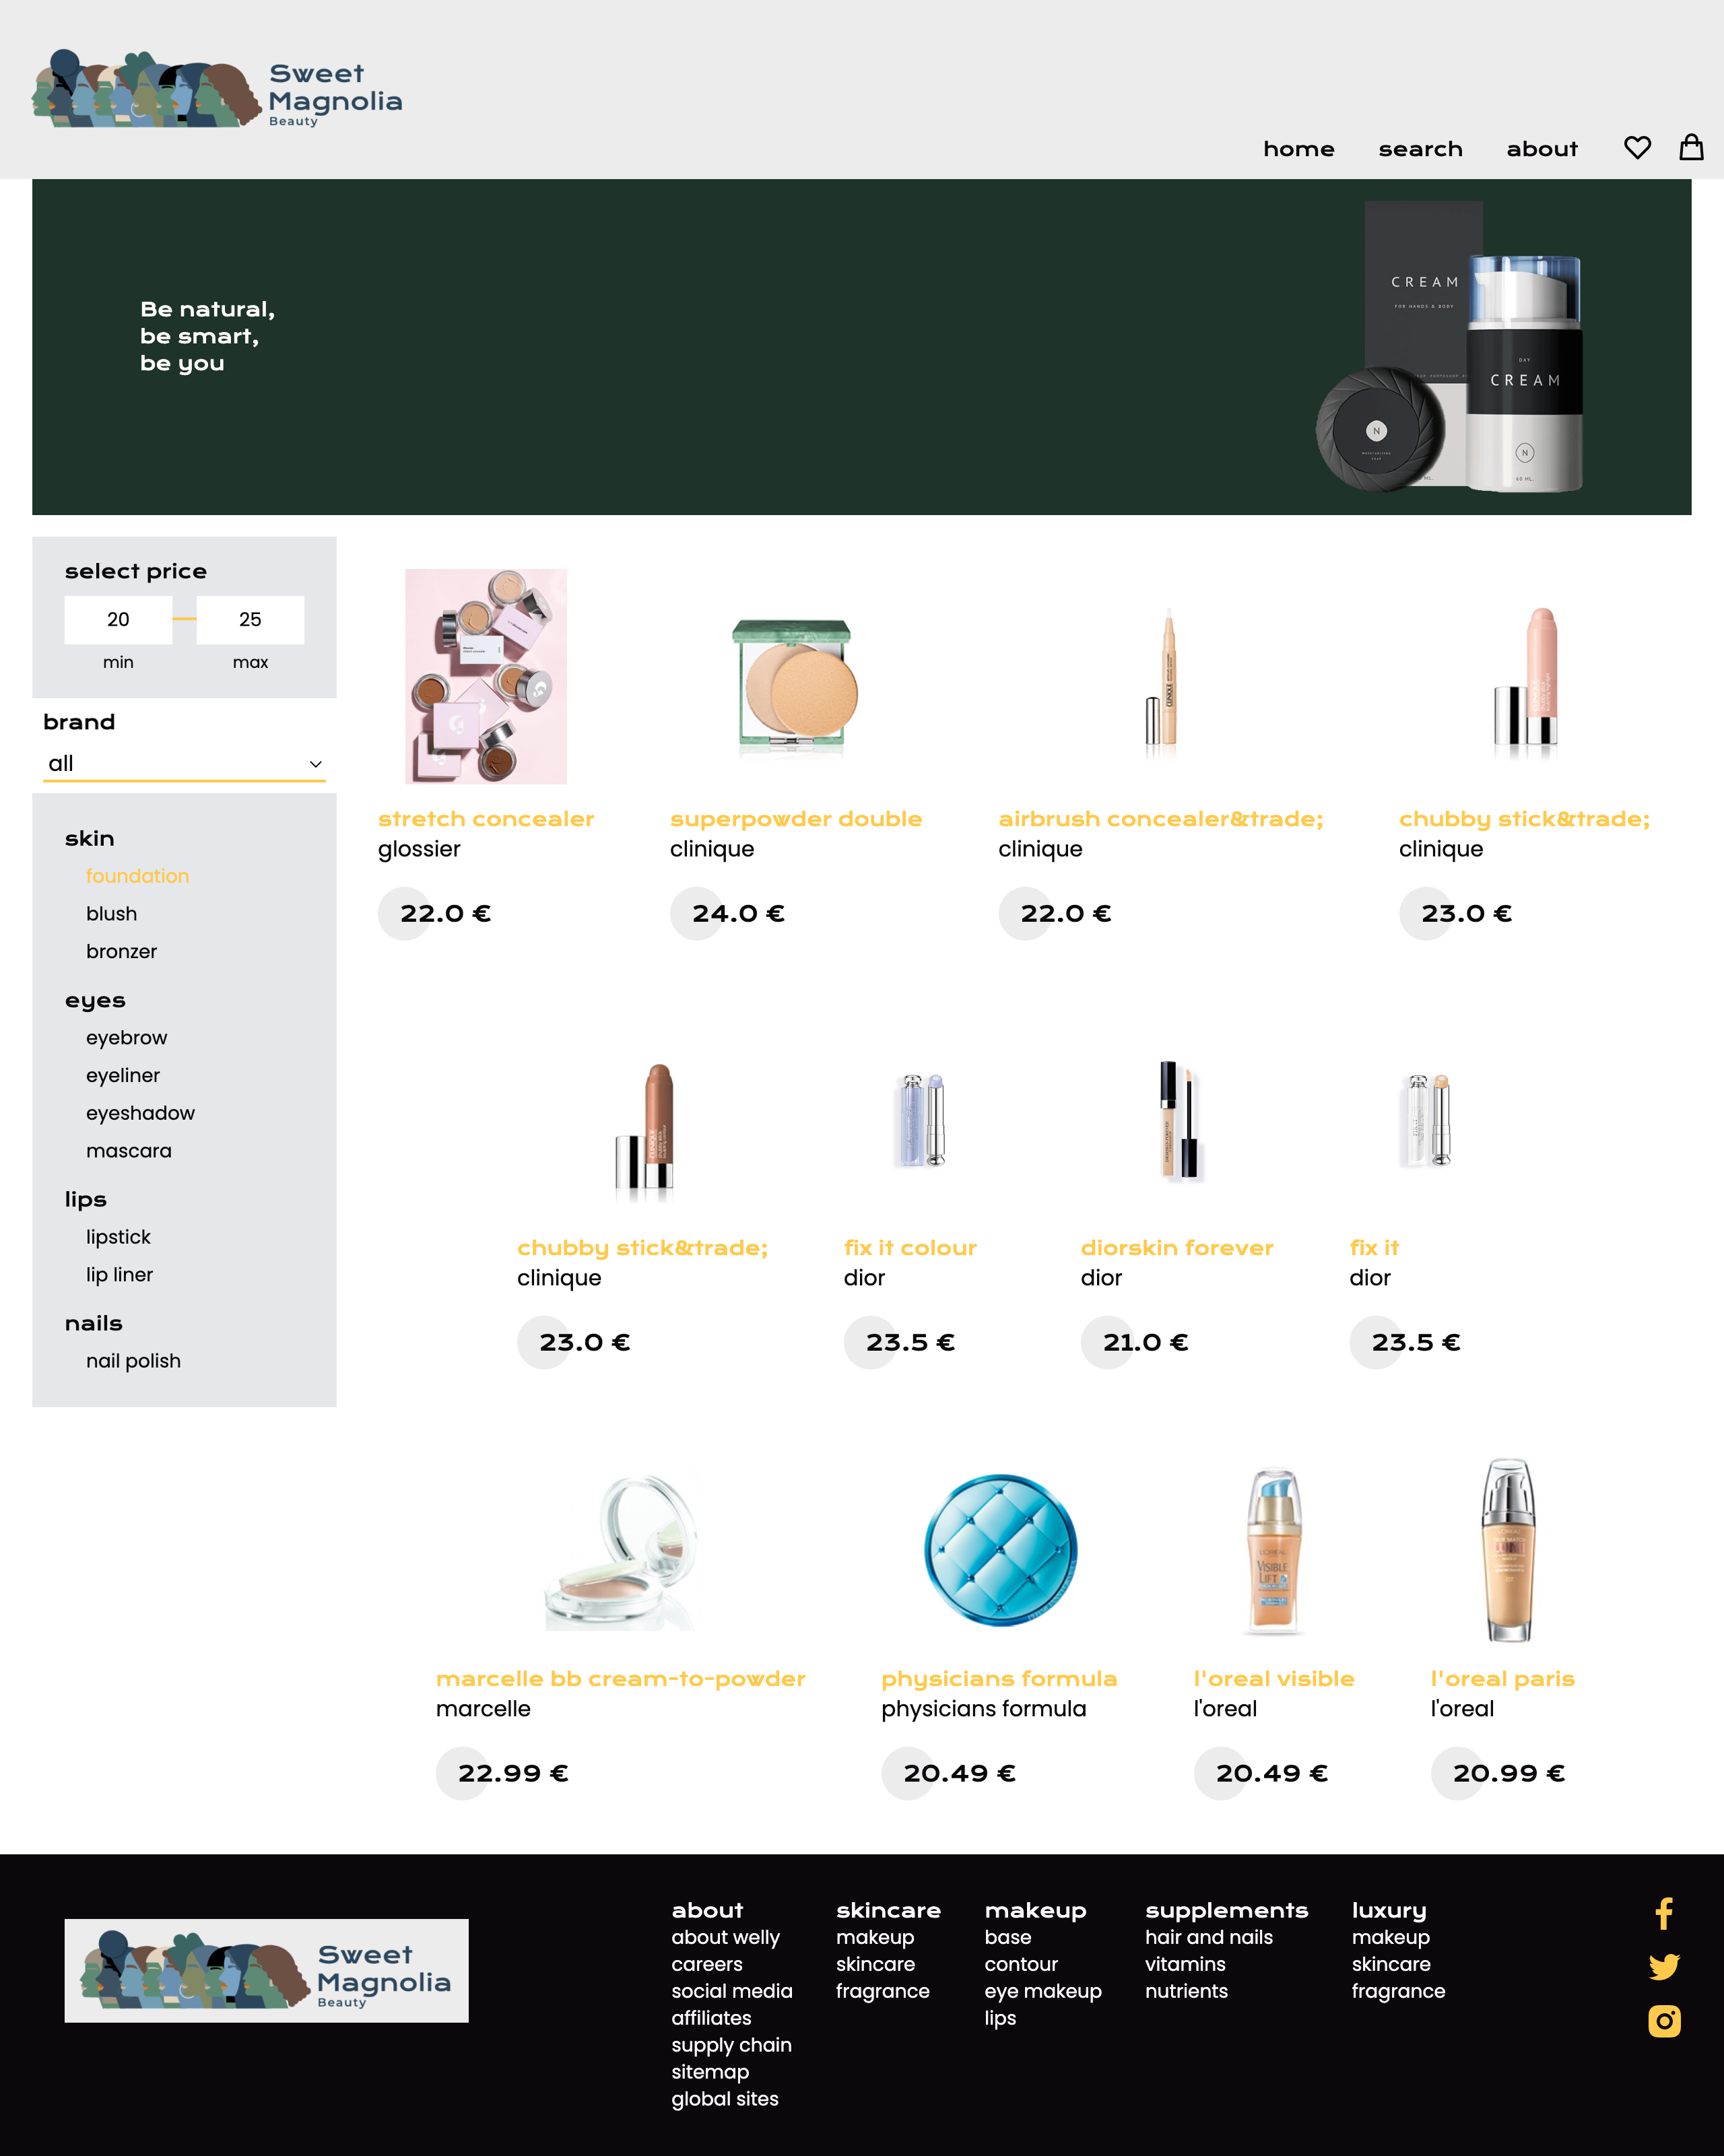 Sweet
Magnolia
Beauty
home search about
Be natural,
be smart,
be you
CREAM
FOR HANDS & BODY
DAY
CREAM
N
N
60 ML.
select price
20 25
min max
brand
all
skin
foundation
blush
bronzer
eyes
eyebrow
eyeliner
eyeshadow
mascara
lips
lipstick
lip liner
nails
nail polish
stretch concealer
glossier
22.0 €
superpowder double
clinique
24.0 €
CLINIQUE
airbrush concealer&trade;
clinique
22.0 €
chubby stick&trade;
clinique
23.0 €
CLINIQUE
chubby stick&trade;
clinique
23.0 €
fix it colour
dior
23.5 €
diorskin forever
dior
21.0 €
fix it
dior
23.5 €
marcelle bb cream-to-powder
marcelle
22.99 €
physicians formula
physicians formula
20.49 €
L'OREAL
VISIBLE
LIFT
l'oreal visible
l'oreal
20.49 €
l'oreal paris
l'oreal
20.99 €
Sweet
Magnolia
Beauty
about
about welly
careers
social media
affiliates
supply chain
sitemap
global sites
skincare
makeup
skincare
fragrance
makeup
base
contour
eye makeup
lips
supplements
hair and nails
vitamins
nutrients
luxury
makeup
skincare
fragrance